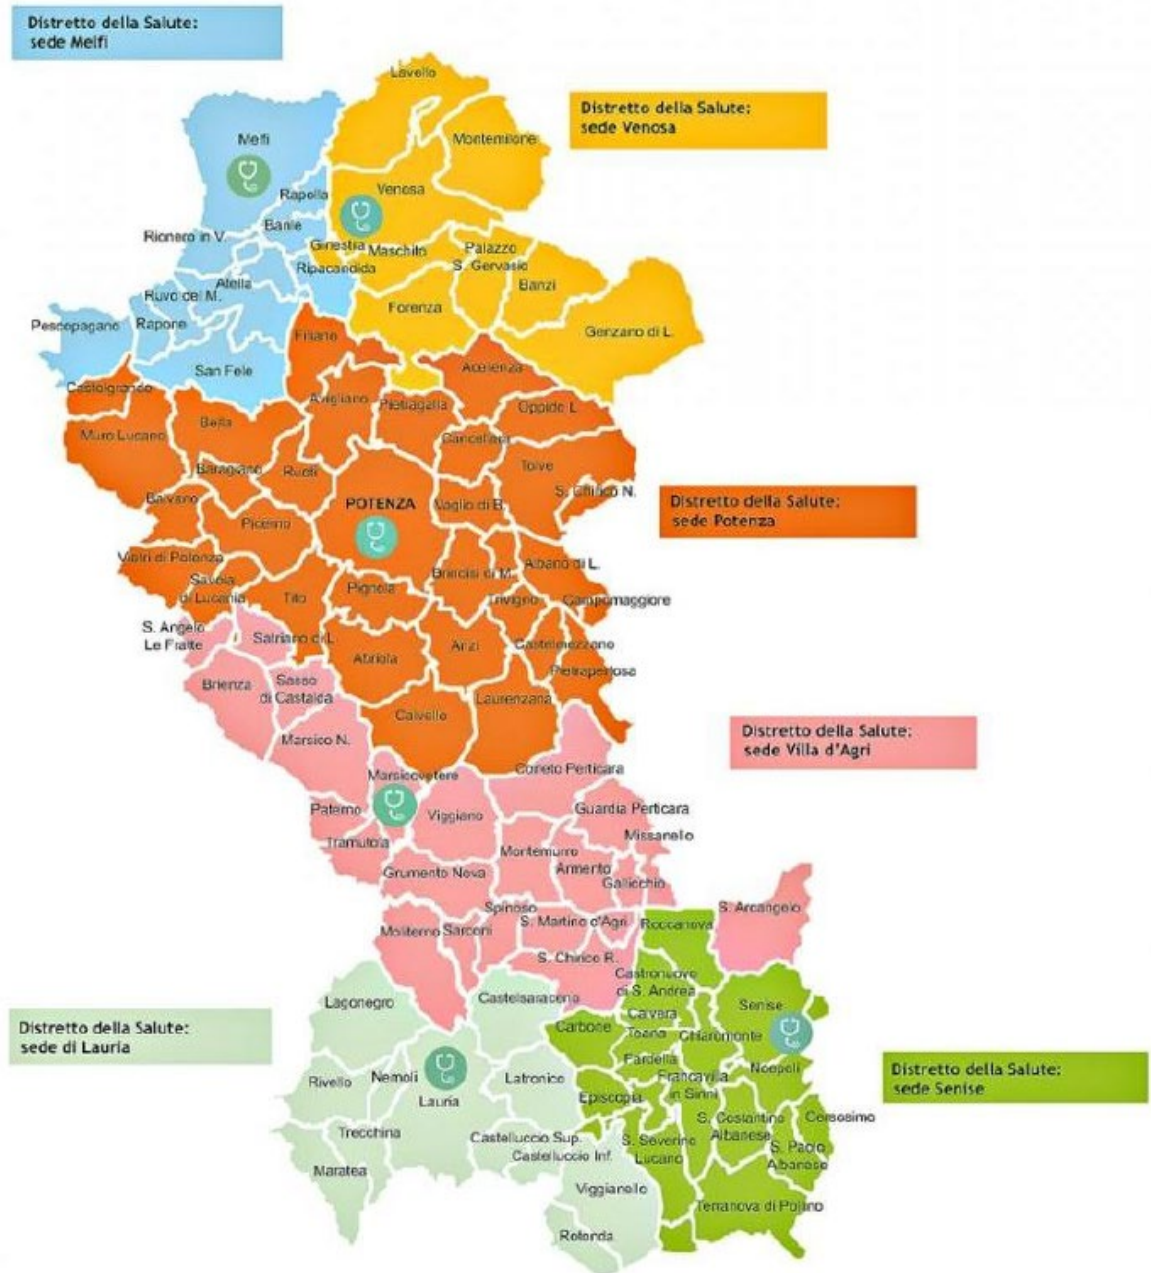 Distretto della Salute:
sede Melfi
Lavello
Distretto della Salute:
sede Venosa
Melfi
Montemilone
Rapolla
Venosa
Barile
Rionero in V.
Ginestra
Maschito
Palazzo
S. Gervasio
Ripacandida
Banzi
Atella
Ruvo del M.
Forenza
Pescopagano
Rapone
Filiano
Genzano di L.
San Fele
Acerenza
Castelgrande
Avigliano
Pietragalla
Oppido L.
Bella
Muro Lucano
Cancellara
Baragiano
Ruoti
Tolve
S. Chirico N.
Balvano
POTENZA
Vaglio di B.
Distretto della Salute:
sede Potenza
Picerno
Vietri di Potenza
Albano di L.
Brindisi di M.
Savoia
di Lucania
Tito
Pignola
Trivigno
Campomaggiore
S. Angelo
Le Fratte
Satriano di L.
Anzi
Castelmezzano
Abriola
Pietrapertosa
Brienza
Sasso
di Castalda
Laurenzana
Calvello
Marsico N.
Distretto della Salute:
sede Villa d'Agri
Marsicovetere
Corleto Perticara
Paterno
Viggiano
Guardia Perticara
Missanello
Tramutola
Montemurro
Armento
Grumento Nova
Gallicchio
Spinoso
S. Arcangelo
Moliterno
Sarconi
S. Martino d'Agri
Roccanova
S. Chirico R.
Castronuovo
di S. Andrea
Lagonegro
Castelsaraceno
Senise
Calvera
Carbone
Teana
Chiaromonte
Distretto della Salute:
sede di Lauria
Fardella
Noepoli
Rivello
Nemoli
Latronico
Francavilla
in Sinni
Distretto della Salute:
sede Senise
Lauria
Episcopia
S. Costantino
Albanese
Cersosimo
Trecchina
Castelluccio Sup.
S. Severino
Lucano
S. Paolo
Albanese
Castelluccio Inf.
Maratea
Viggianello
Terranova di Pollino
Rotonda